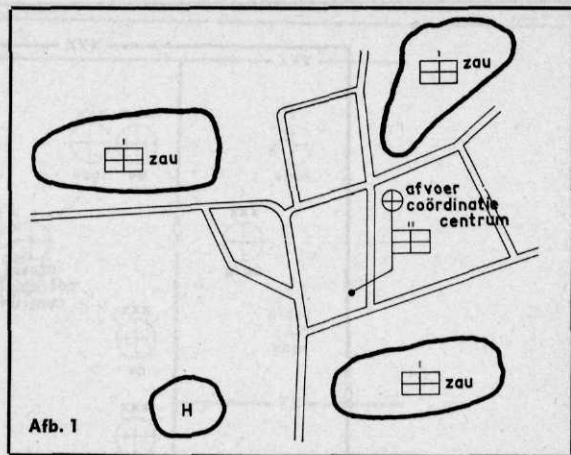 zau
zau
afvoer
coördinatie
centrum
zau
H
Afb. 1